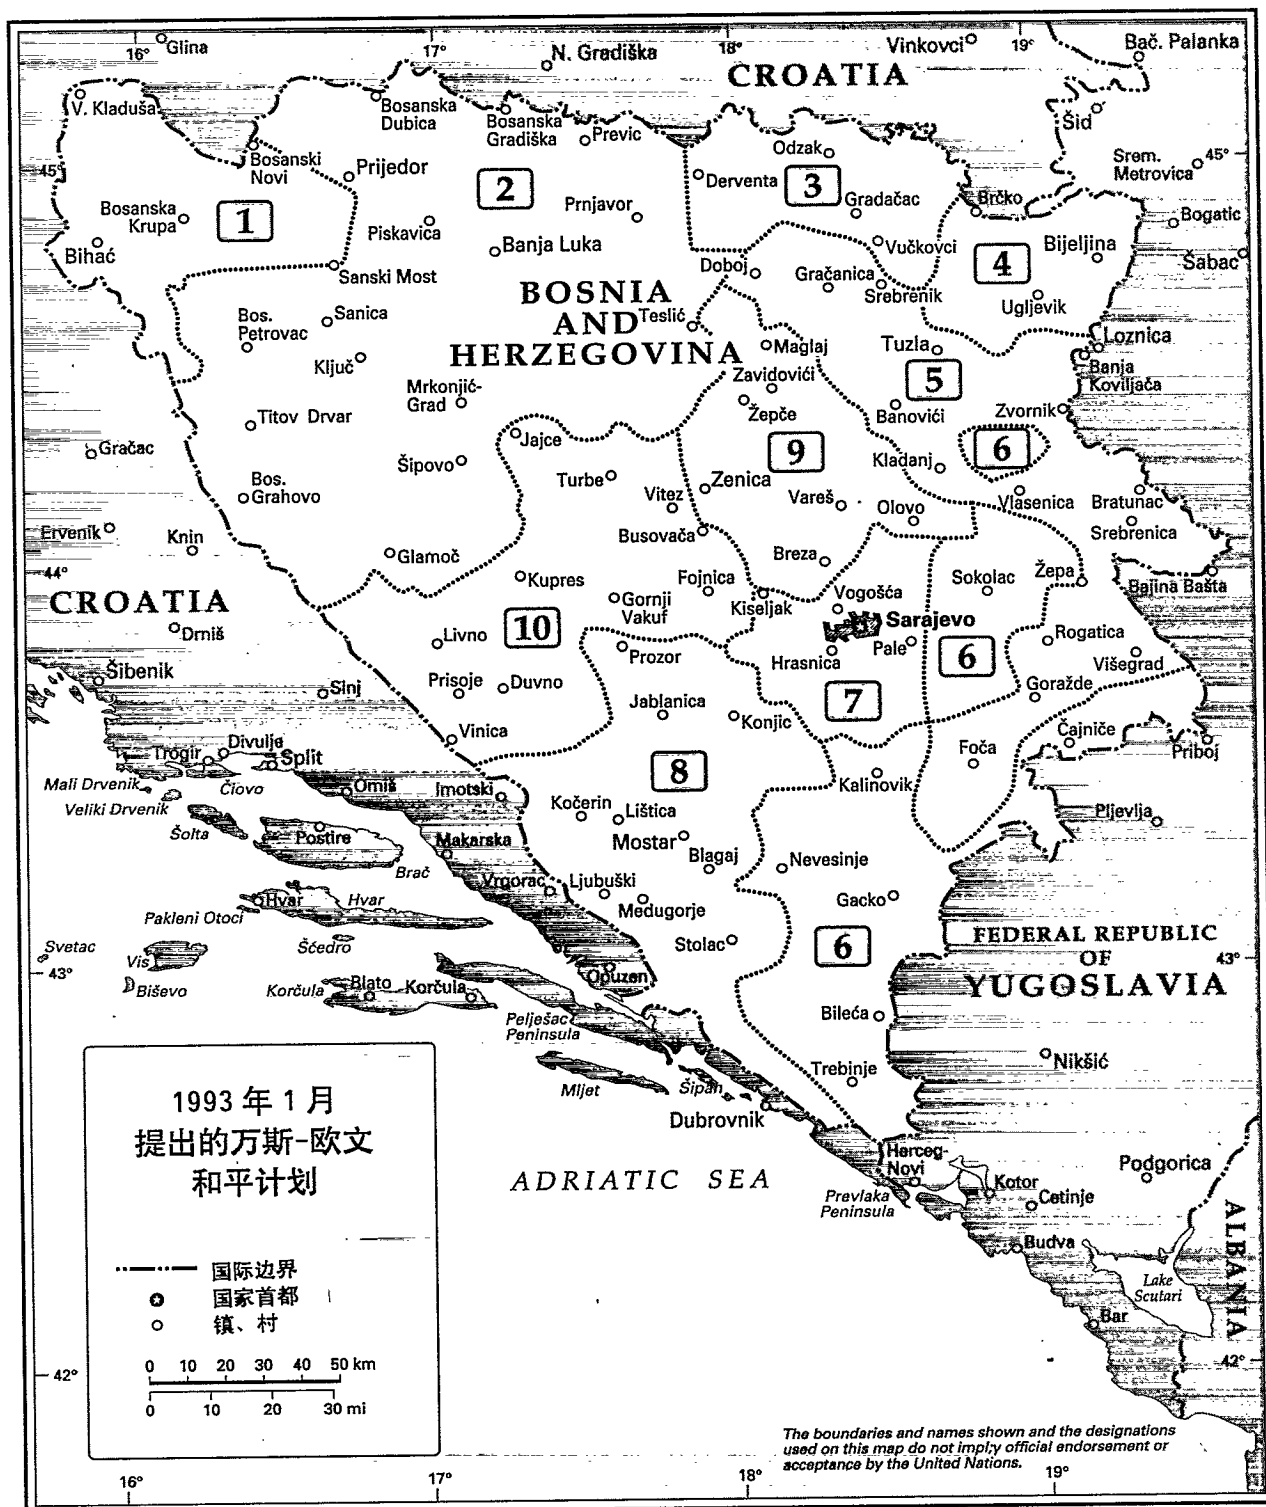 16°
Glina
17°
N. Gradiška
18°
CROATIA
Vinkovci
19°
Bač. Palanka
V. Kladuša
Bosanska
Dubica
Bosanska
Gradiška
Previc
Odzak
Šid
45°
Bosanski
Novi
Prijedor
2
Derventa
3
Srem.
Metrovica
45°
Bosanska
Krupa
1
Piskavica
Prnjavor
Gradačac
Brčko
Bogatic
Bihać
Banja Luka
Vučkovci
Bijeljina
Šabac
Sanski Most
Doboj
Gračanica
Srebrenik
4
Ugljevik
BOSNIA
AND
HERZEGOVINA
Bos.
Petrovac
Sanica
Teslić
Maglaj
Tuzla
Loznica
Ključ
Zavidovići
5
Banja
Koviljača
Mrkonjić-
Grad
Žepče
Banovići
Zvornik
Titov Drvar
Jajce
Gračac
Šipovo
Turbe
9
Kladanj
6
Bos.
Grahovo
Vitez
Zenica
Vareš
Olovo
Vlasenica
Bratunac
Ervenik
Knin
Busovača
Srebrenica
Glamoč
Breza
44°
Kupres
Fojnica
Sokolac
Žepa
Bajina Bašta
CROATIA
Gornji
Vakuf
Kiseljak
Vogošća
Drniš
Livno
10
Sarajevo
Prozor
Hrasnica
Pale
6
Rogatica
Višegrad
Šibenik
Sinj
Prisoje
Duvno
Jablanica
Konjic
7
Goražde
Vinica
Čajniče
Priboj
Trogir
Divulje
Split
Foča
Mali Drvenik
Čiovo
8
Kalinovik
Veliki Drvenik
Omiš
Imotski
Pljevlja
Šolta
Postire
Kočerin
Lištica
Makarska
Mostar
Brač
Blagaj
Nevesinje
Vrgorac
Ljubuški
Hvar
Hvar
Međugorje
Gacko
Pakleni Otoci
Svetac
Vis
Šćedro
Stolac
6
FEDERAL REPUBLIC
OF
YUGOSLAVIA
43°
43°
Biševo
Korčula
Blato
Korčula
Opuzen
Pelješac
Peninsula
Bileća
Nikšić
Mljet
Šipan
Trebinje
Dubrovnik
1993 年 1 月
提出的万斯-欧文
和平计划
ADRIATIC SEA
Herceg-
Novi
Prevlaka
Peninsula
Kotor
Cetinje
Podgorica
Budva
ALBANIA
Lake
Scutari
Bar
国际边界
国家首都
镇、村
0 10 20 30 40 50 km
0 10 20 30 mi
42°
42°
The boundaries and names shown and the designations
used on this map do not impl;y official endorsement or
acceptance by the United Nations.
16°
17°
18°
19°